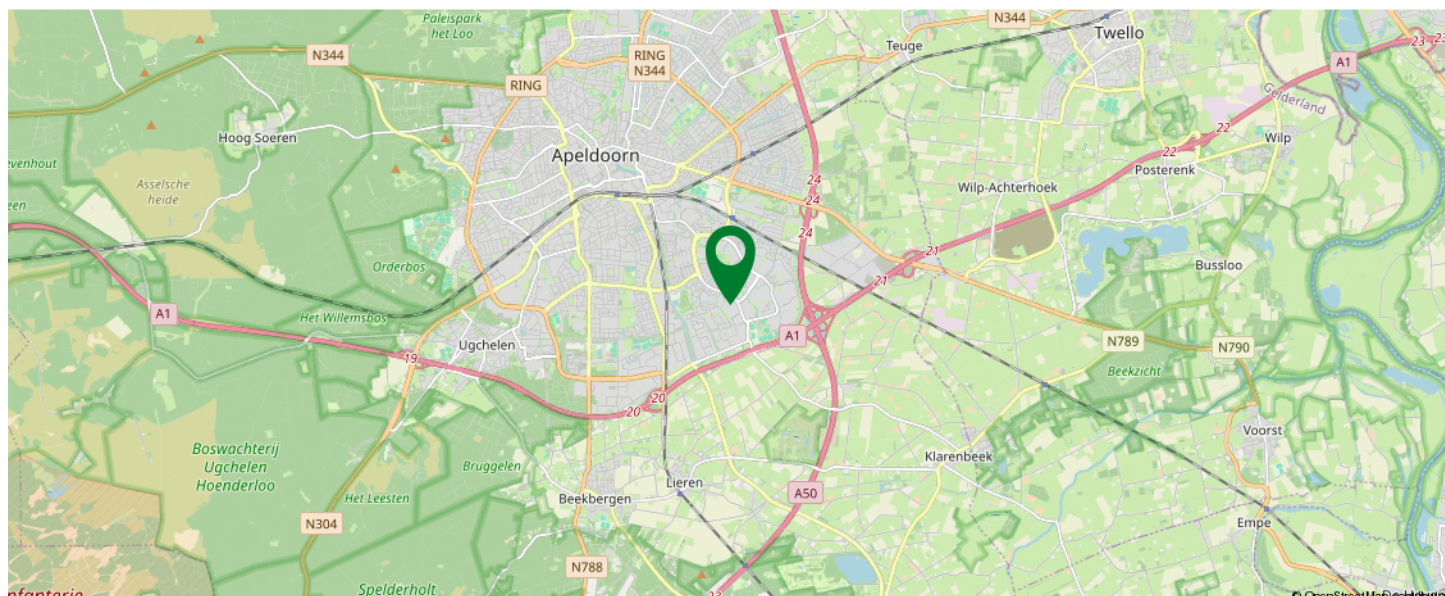 Paleispark
het Loo
N344
RING
N344
N344
Teuge
Twello
23
A1
RING
Gelderland
Hoog Soeren
22
Wilp
Apeldoorn
22
Posterenk
Asselsche
heide
24
Wilp-Achterhoek
24
24
21
Orderbos
21
Bussloo
A1
Het Willemsbos
A1
Ugchelen
N789
N790
19
Beekzicht
20
20
Voorst
Boswachterij
Ugchelen
Hoenderloo
Bruggelen
Klarenbeek
Lieren
Het Leesten
Beekbergen
A50
N304
Empe
N788
Spelderholt